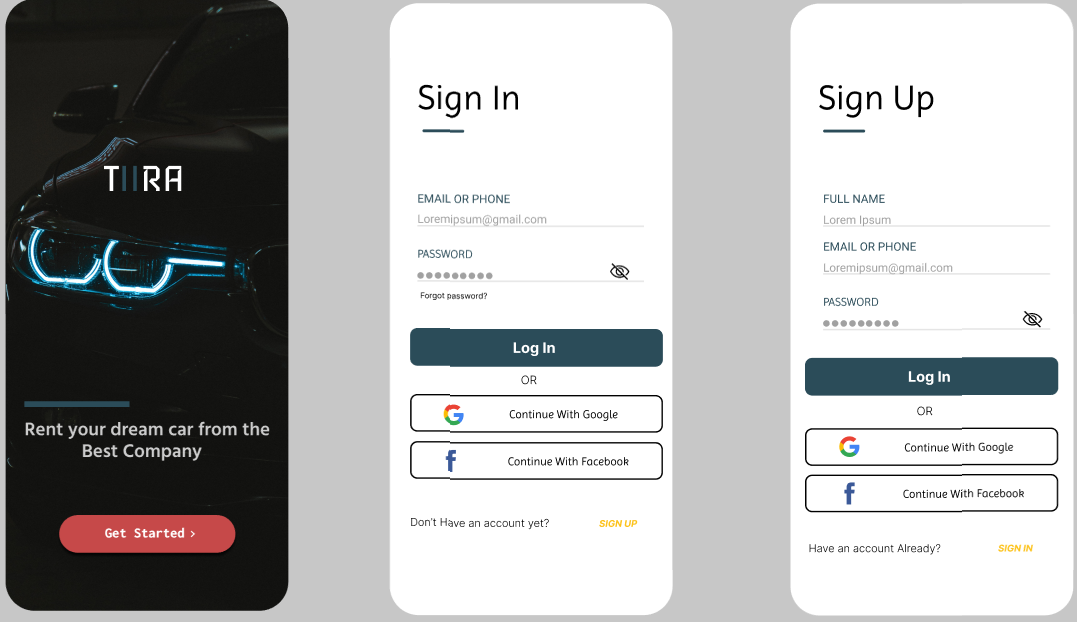 TIIRA
Rent your dream car from the
Best Company
Get Started ›
Sign In
EMAIL OR PHONE
Loremipsum@gmail.com
PASSWORD
Forgot password?
Log In
OR
Continue With Google
Continue With Facebook
Don't Have an account yet? SIGN UP
Sign Up
FULL NAME
Lorem Ipsum
EMAIL OR PHONE
Loremipsum@gmail.com
PASSWORD
Log In
OR
Continue With Google
Continue With Facebook
Have an account Already? SIGN IN